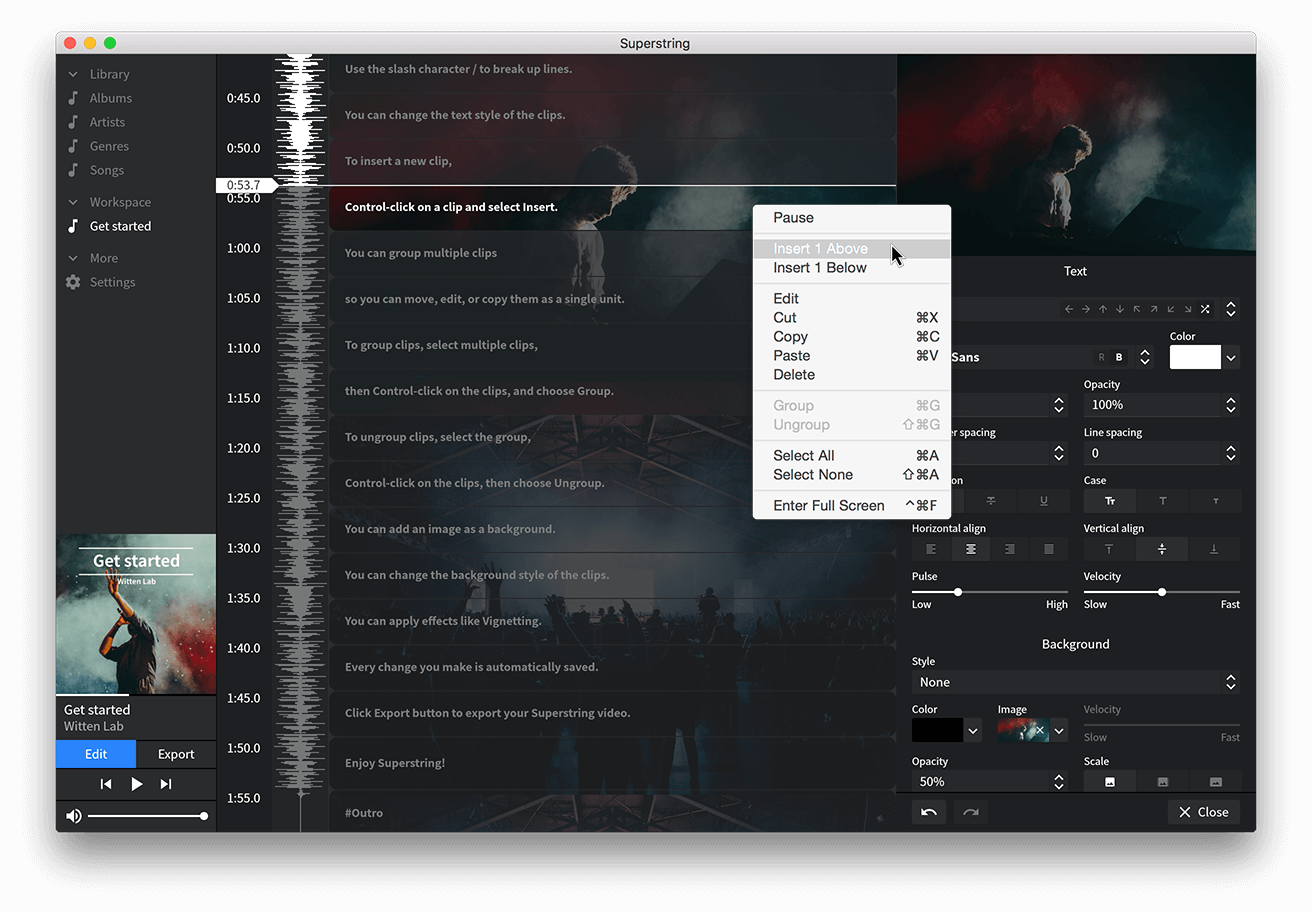 Superstring
Library
Albums
Artists
Genres
Songs
Workspace
Get started
More
Settings
Get started
Witten Lab
Get started
Witten Lab
Edit
Export
0:45.0
0:50.0
0:53.7
0:55.0
1:00.0
1:05.0
1:10.0
1:15.0
1:20.0
1:25.0
1:30.0
1:35.0
1:40.0
1:45.0
1:50.0
1:55.0
Use the slash character / to break up lines.
You can change the text style of the clips.
To insert a new clip,
Control-click on a clip and select Insert.
You can group multiple clips
so you can move, edit, or copy them as a single unit.
To group clips, select multiple clips,
then Control-click on the clips, and choose Group.
To ungroup clips, select the group,
Control-click on the clips, then choose Ungroup.
You can add an image as a background.
You can change the background style of the clips.
You can apply effects like Vignetting.
Every change you make is automatically saved.
Click Export button to export your Superstring video.
Enjoy Superstring!
#Outro
Pause
Insert 1 Above
Insert 1 Below
Edit
Cut ⌘X
Copy ⌘C
Paste ⌘V
Delete
Group ⌘G
Ungroup ⇧⌘G
Select All ⌘A
Select None ⇧⌘A
Enter Full Screen ^⌘F
Text
Color
Sans R B
Opacity
100%
er spacing
Line spacing
0
on
Case
Tr T T
Horizontal align
Vertical align
Pulse
Velocity
Low High
Slow Fast
Background
Style
None
Color
Image
Velocity
Slow Fast
Opacity
Scale
50%
Close